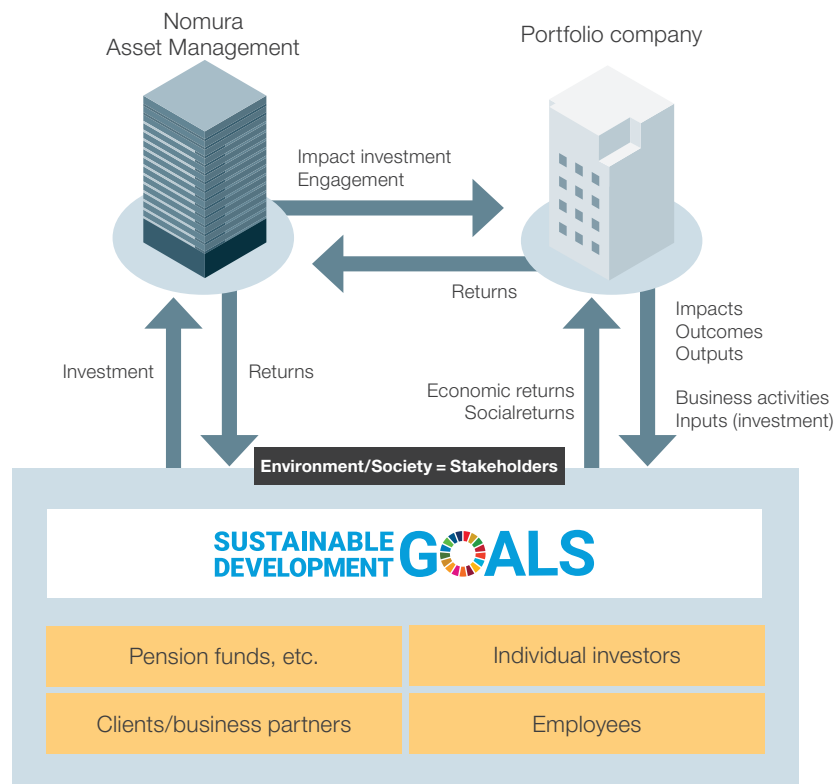 Nomura
Asset Management
Portfolio company
Impact investment
Engagement
Returns
Investment
Returns
Economic returns
Socialreturns
Impacts
Outcomes
Outputs
Business activities
Inputs (investment)
Environment/Society = Stakeholders
SUSTAINABLE
DEVELOPMENT
GOALS
Pension funds, etc.
Individual investors
Clients/business partners
Employees